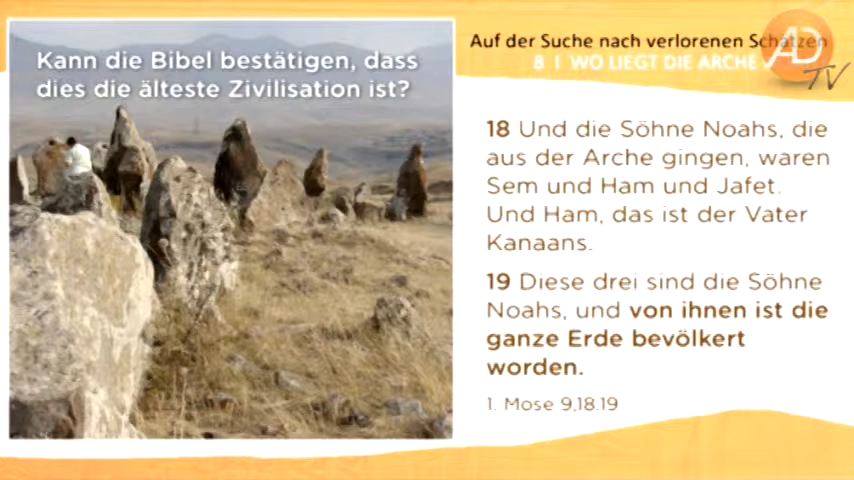 Kann die Bibel bestätigen, dass
dies die älteste Zivilisation ist?
Auf der Suche nach verlorenen Schätzen
8 | WO LIEGT DIE ARCHE
AD
TV
18 Und die Söhne Noahs, die
aus der Arche gingen, waren
Sem und Ham und Jafet.
Und Ham, das ist der Vater
Kanaans.
19 Diese drei sind die Söhne
Noahs, und von ihnen ist die
ganze Erde bevölkert
worden.
1. Mose 9,18.19